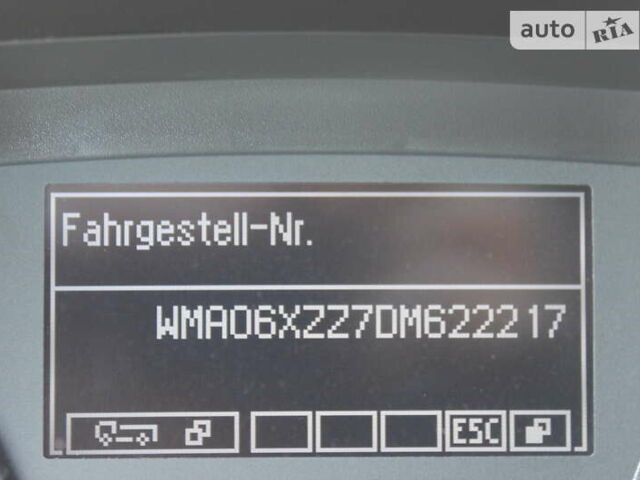 auto RIA
Fahrgestell-Nr.
WMA06XZZ7DM622217
ESC